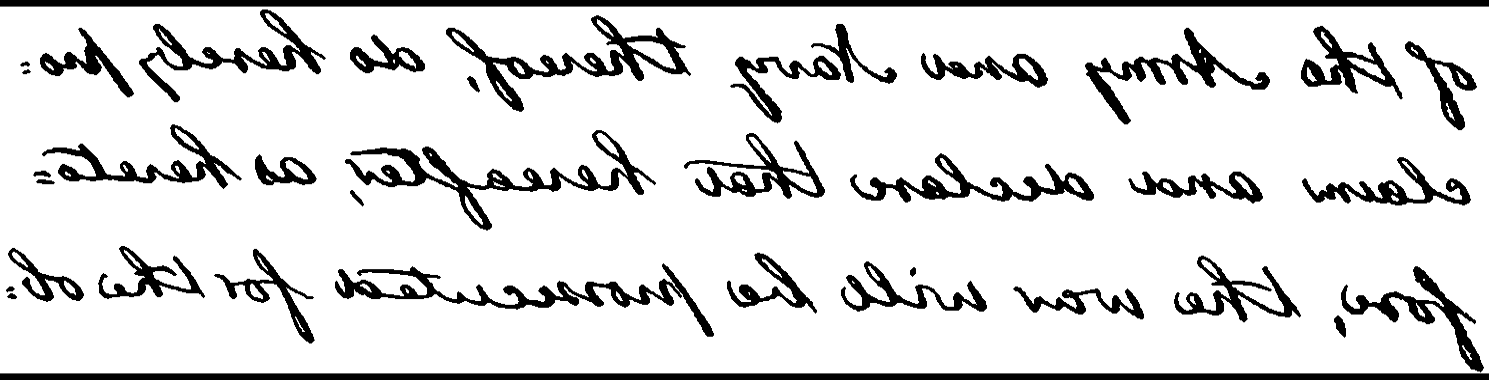 of the Army and Navy thereof, do hereby pro=
claim and declare that hereafter, as hereto=
fore, the war will be prossecuted for the ob=